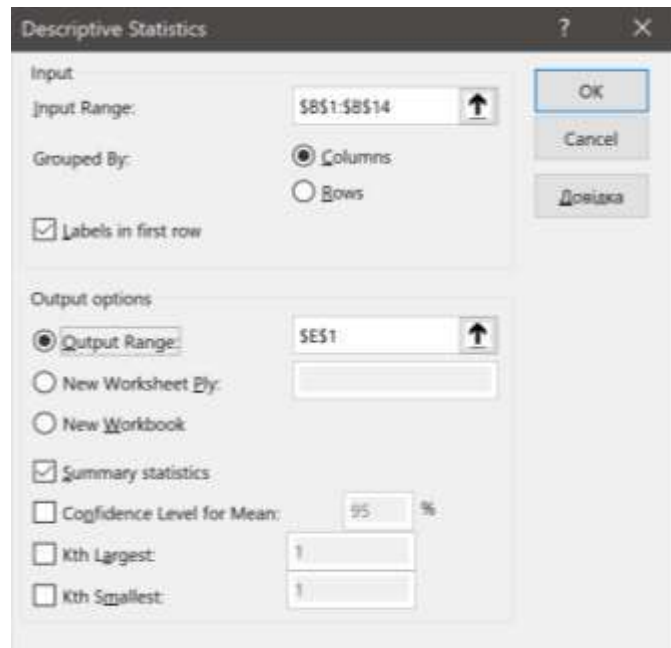 Descriptive Statistics ? ×
Input
Input Range: $B$1:$B$14
Grouped By: Columns
Rows
Labels in first row
OK
Cancel
Довідка
Output options
Output Range: $E$1
New Worksheet Ply:
New Workbook
Summary statistics
Confidence Level for Mean: 95 %
Kth Largest: 1
Kth Smallest: 1